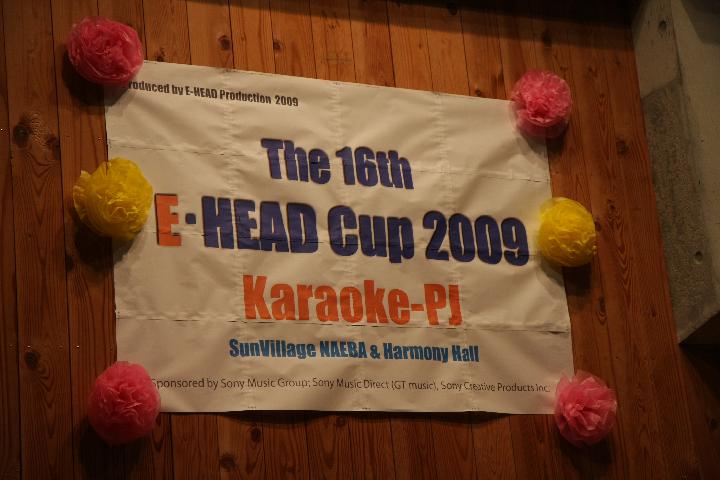 Produced by E-HEAD Production 2009
The 16th
E·HEAD Cup 2009
Karaoke-PJ
SunVillage NAEBA & Harmony Hall
Sponsored by Sony Music Group; Sony Music Direct (GT music), Sony Creative Products Inc.